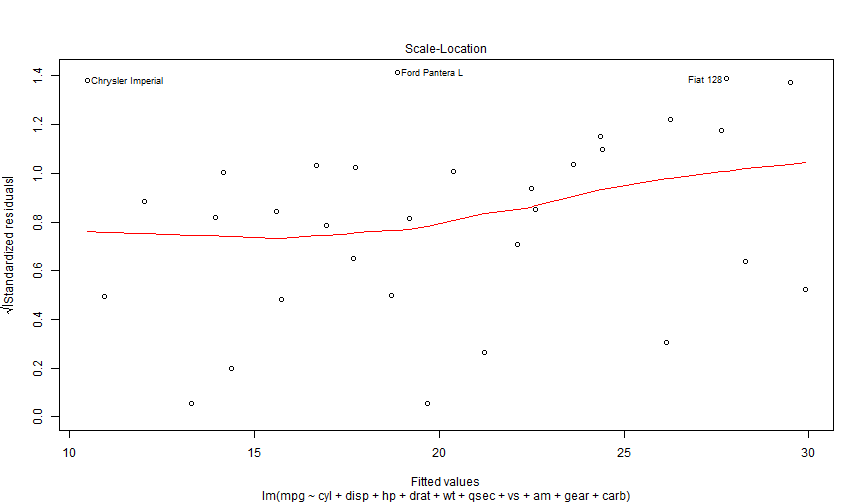 Scale-Location
√|Standardized residuals|
1.4
1.2
1.0
0.8
0.6
0.4
0.2
0.0
Chrysler Imperial
Ford Pantera L
Fiat 128
10
15
20
25
30
Fitted values
lm(mpg ~ cyl + disp + hp + drat + wt + qsec + vs + am + gear + carb)